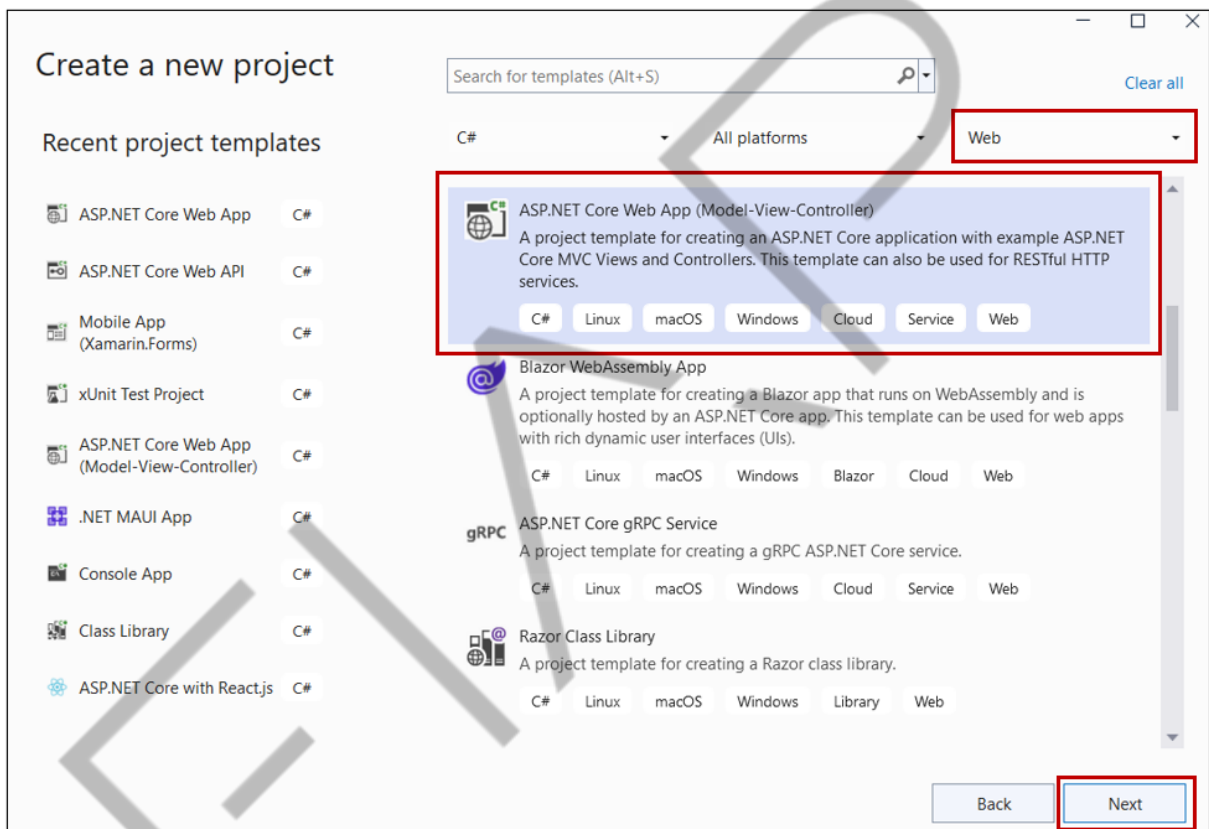 Create a new project
Search for templates (Alt+S)
Clear all
Recent project templates
C#
All platforms
Web
ASP.NET Core Web App C#
ASP.NET Core Web API C#
Mobile App
(Xamarin.Forms) C#
xUnit Test Project C#
ASP.NET Core Web App
(Model-View-Controller) C#
.NET MAUI App C#
Console App C#
Class Library C#
ASP.NET Core with React.js C#
ASP.NET Core Web App (Model-View-Controller)
A project template for creating an ASP.NET Core application with example ASP.NET
Core MVC Views and Controllers. This template can also be used for RESTful HTTP
services.
C# Linux macOS Windows Cloud Service Web
Blazor WebAssembly App
A project template for creating a Blazor app that runs on WebAssembly and is
optionally hosted by an ASP.NET Core app. This template can be used for web apps
with rich dynamic user interfaces (UIs).
C# Linux macOS Windows Blazor Cloud Web
gRPC
ASP.NET Core gRPC Service
A project template for creating a gRPC ASP.NET Core service.
C# Linux macOS Windows Cloud Service Web
Razor Class Library
A project template for creating a Razor class library.
C# Linux macOS Windows Library Web
Back
Next